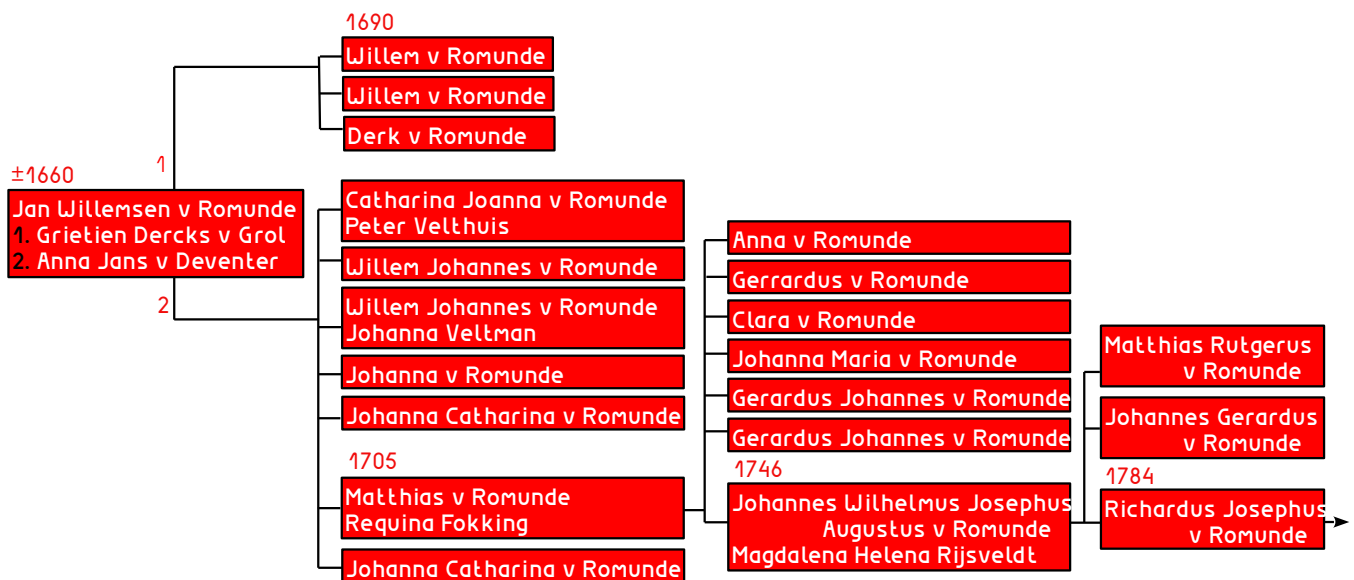 1690
Willem v Romunde
Willem v Romunde
Derk v Romunde
1
±1660
Jan Willemsen v Romunde
1. Grietien Dercks v Grol
2. Anna Jans v Deventer
2
Catharina Joanna v Romunde
Peter Velthuis
Willem Johannes v Romunde
Willem Johannes v Romunde
Johanna Veltman
Johanna v Romunde
Johanna Catharina v Romunde
1705
Matthias v Romunde
Requina Fokking
Johanna Catharina v Romunde
Anna v Romunde
Gerrardus v Romunde
Clara v Romunde
Johanna Maria v Romunde
Gerardus Johannes v Romunde
Gerardus Johannes v Romunde
1746
Johannes Wilhelmus Josephus
Augustus v Romunde
Magdalena Helena Rijsveldt
Matthias Rutgerus
v Romunde
Johannes Gerardus
v Romunde
1784
Richardus Josephus
v Romunde